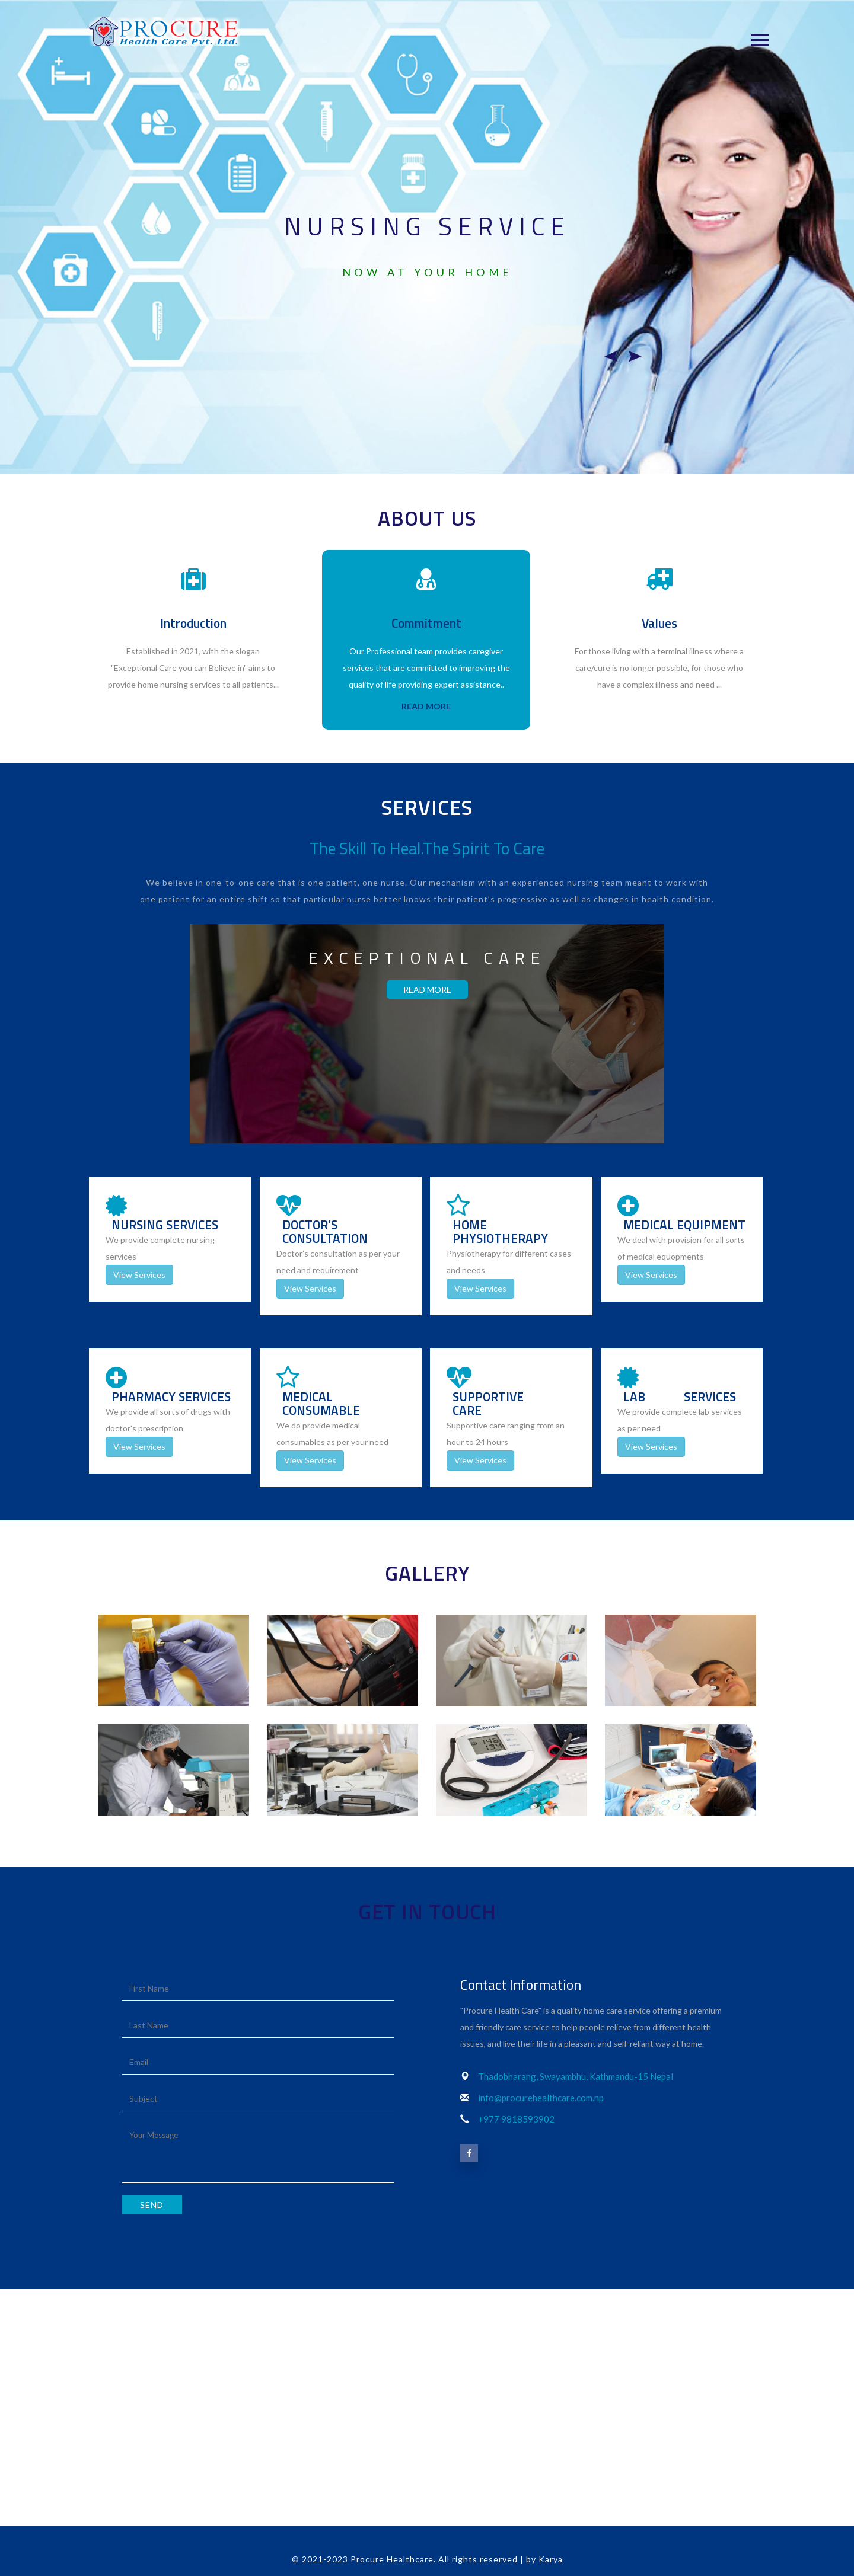 PROCURE
Health Care Pvt. Ltd.
NURSING SERVICE
NOW AT YOUR HOME
ABOUT US
Introduction
Established in 2021, with the slogan
"Exceptional Care you can Believe in" aims to
provide home nursing services to all patients...
Commitment
Our Professional team provides caregiver
services that are committed to improving the
quality of life providing expert assistance..
READ MORE
Values
For those living with a terminal illness where a
care/cure is no longer possible, for those who
have a complex illness and need ...
SERVICES
The Skill To Heal.The Spirit To Care
We believe in one-to-one care that is one patient, one nurse. Our mechanism with an experienced nursing team meant to work with
one patient for an entire shift so that particular nurse better knows their patient's progressive as well as changes in health condition.
EXCEPTIONAL CARE
READ MORE
NURSING SERVICES
We provide complete nursing
services
View Services
DOCTOR'S
CONSULTATION
Doctor's consultation as per your
need and requirement
View Services
HOME
PHYSIOTHERAPY
Physiotherapy for different cases
and needs
View Services
MEDICAL EQUIPMENT
We deal with provision for all sorts
of medical equopments
View Services
PHARMACY SERVICES
We provide all sorts of drugs with
doctor's prescription
View Services
MEDICAL
CONSUMABLE
We do provide medical
consumables as per your need
View Services
SUPPORTIVE
CARE
Supportive care ranging from an
hour to 24 hours
View Services
LAB SERVICES
We provide complete lab services
as per need
View Services
GALLERY
GET IN TOUCH
First Name
Last Name
Email
Subject
Your Message
SEND
Contact Information
"Procure Health Care" is a quality home care service offering a premium
and friendly care service to help people relieve from different health
issues, and live their life in a pleasant and self-reliant way at home.
Thadobharang, Swayambhu, Kathmandu-15 Nepal
info@procurehealthcare.com.np
+977 9818593902
© 2021-2023 Procure Healthcare. All rights reserved | by Karya